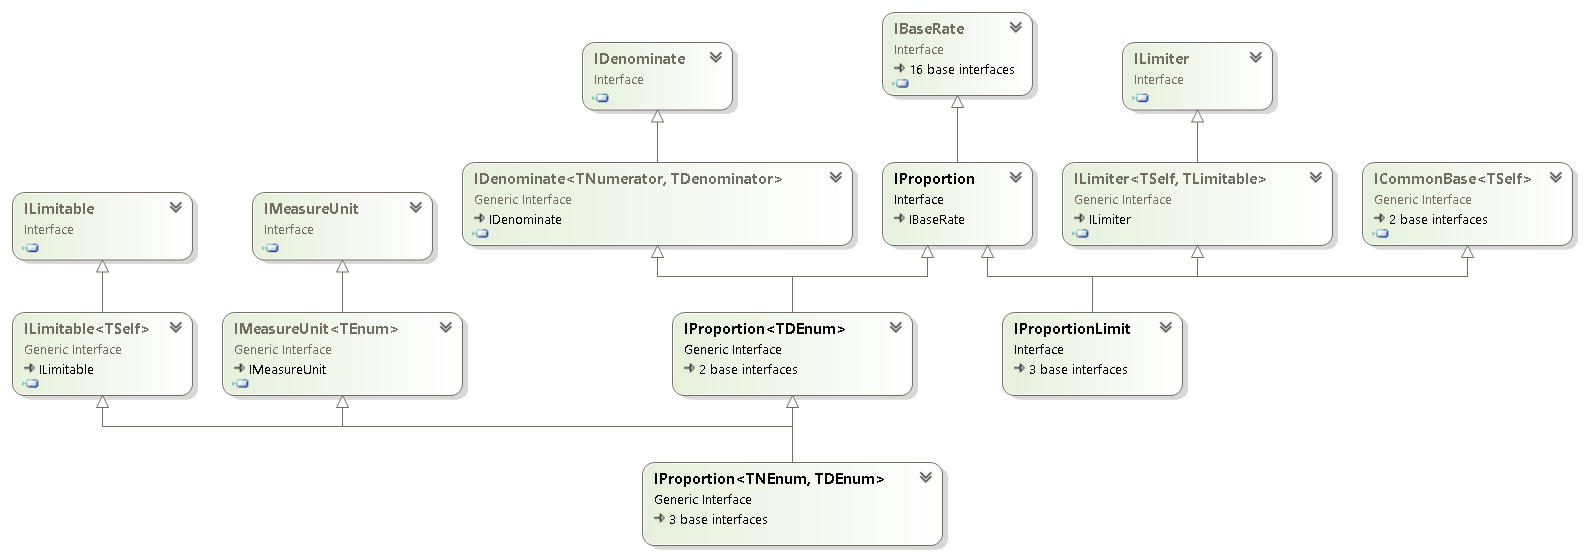 IBaseRate
Interface
16 base interfaces
IDenominate
Interface
ILimiter
Interface
IDenominate<TNumerator, TDenominator>
Generic Interface
IDenominate
IProportion
Interface
IBaseRate
ILimiter<TSelf, TLimitable>
Generic Interface
ILimiter
ICommonBase<TSelf>
Generic Interface
2 base interfaces
ILimitable
Interface
IMeasureUnit
Interface
ILimitable<TSelf>
Generic Interface
ILimitable
IMeasureUnit<TEnum>
Generic Interface
IMeasureUnit
IProportion<TDEnum>
Generic Interface
2 base interfaces
IProportionLimit
Interface
3 base interfaces
IProportion<TNEnum, TDEnum>
Generic Interface
3 base interfaces